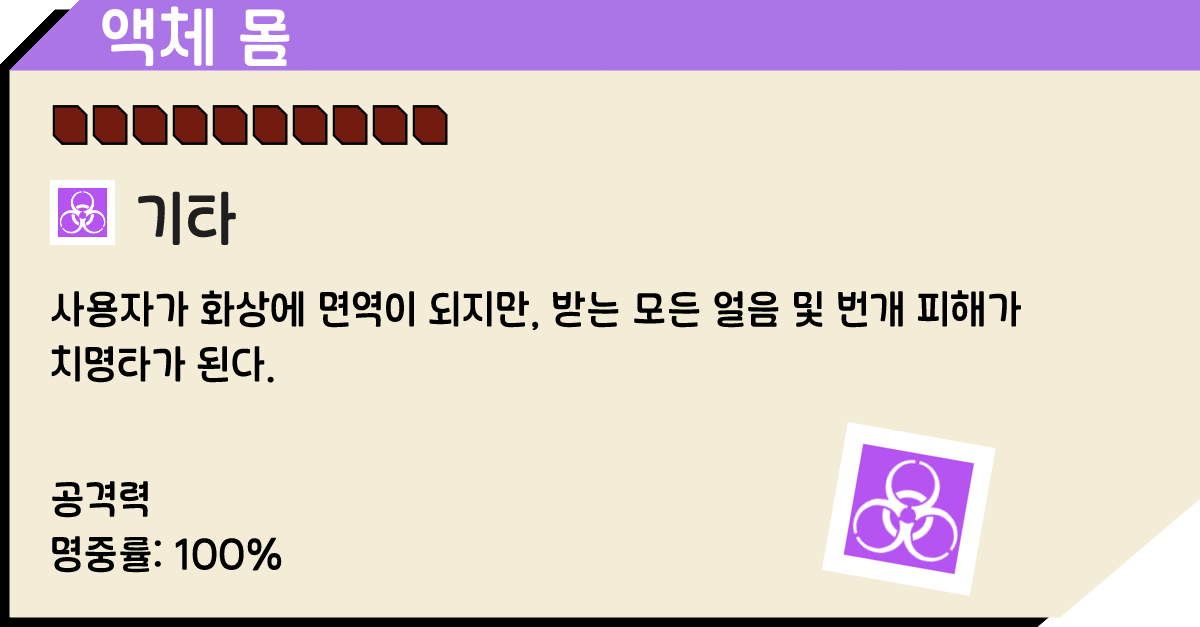 액체 몸
기타
사용자가 화상에 면역이 되지만, 받는 모든 얼음 및 번개 피해가
치명타가 된다.
공격력
명중률: 100%